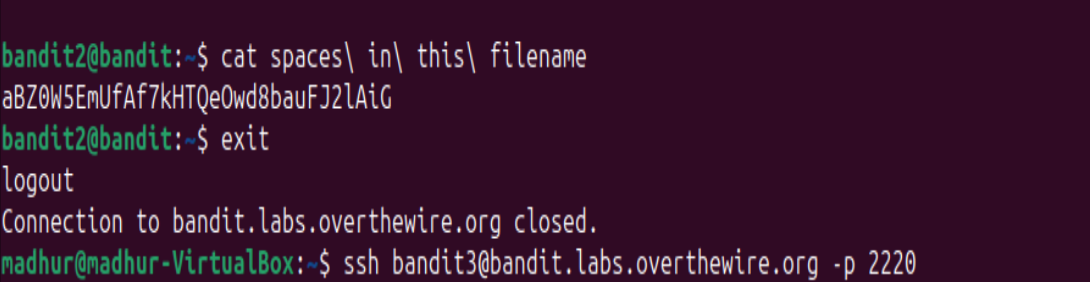 bandit2@bandit:~$ cat spaces\ in\ this\ filename
aBZ0W5EmUfAf7kHTQeOwd8bauFJ2lAiG
bandit2@bandit:~$ exit
logout
Connection to bandit.labs.overthewire.org closed.
madhur@madhur-VirtualBox:~$ ssh bandit3@bandit.labs.overthewire.org -p 2220